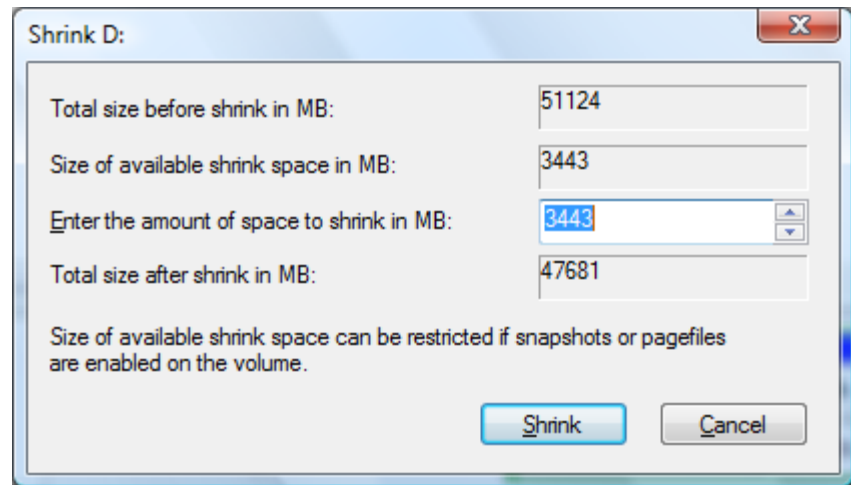 Shrink D:
Total size before shrink in MB: 51124
Size of available shrink space in MB: 3443
Enter the amount of space to shrink in MB: 3443
Total size after shrink in MB: 47681
Size of available shrink space can be restricted if snapshots or pagefiles
are enabled on the volume.
Shrink Cancel